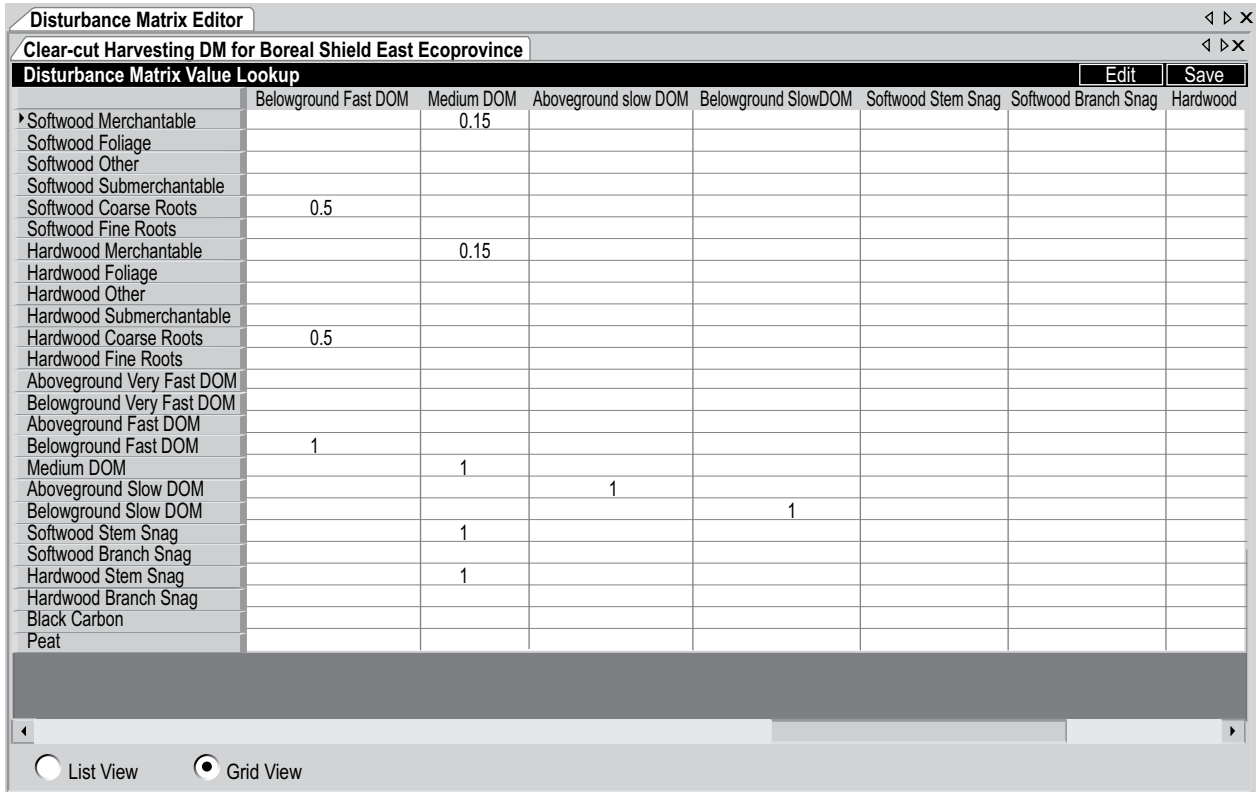 Disturbance Matrix Editor
Clear-cut Harvesting DM for Boreal Shield East Ecoprovince
Disturbance Matrix Value Lookup Edit Save
Belowground Fast DOM Medium DOM Aboveground slow DOM Belowground SlowDOM Softwood Stem Snag Softwood Branch Snag Hardwood
Softwood Merchantable 0.15
Softwood Foliage
Softwood Other
Softwood Submerchantable
Softwood Coarse Roots 0.5
Softwood Fine Roots
Hardwood Merchantable 0.15
Hardwood Foliage
Hardwood Other
Hardwood Submerchantable
Hardwood Coarse Roots 0.5
Hardwood Fine Roots
Aboveground Very Fast DOM
Belowground Very Fast DOM
Aboveground Fast DOM
Belowground Fast DOM 1
Medium DOM 1
Aboveground Slow DOM 1
Belowground Slow DOM 1
Softwood Stem Snag 1
Softwood Branch Snag
Hardwood Stem Snag 1
Hardwood Branch Snag
Black Carbon
Peat
List View Grid View